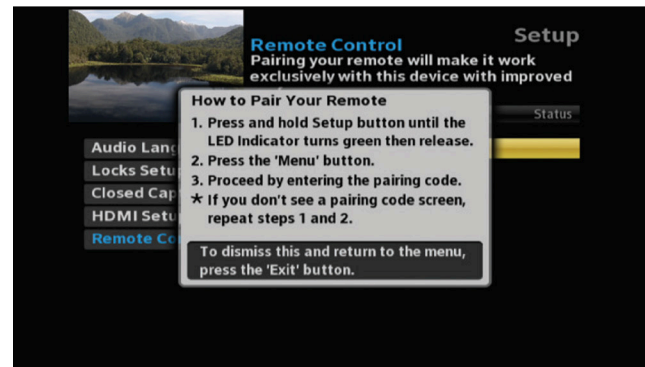 Setup
Remote Control
Pairing your remote will make it work
exclusively with this device with improved
Status
How to Pair Your Remote
1. Press and hold Setup button until the
LED Indicator turns green then release.
2. Press the 'Menu' button.
3. Proceed by entering the pairing code.
* If you don't see a pairing code screen,
repeat steps 1 and 2.
To dismiss this and return to the menu,
press the 'Exit' button.
Audio Lang
Locks Setu
Closed Cap
HDMI Setu
Remote Co